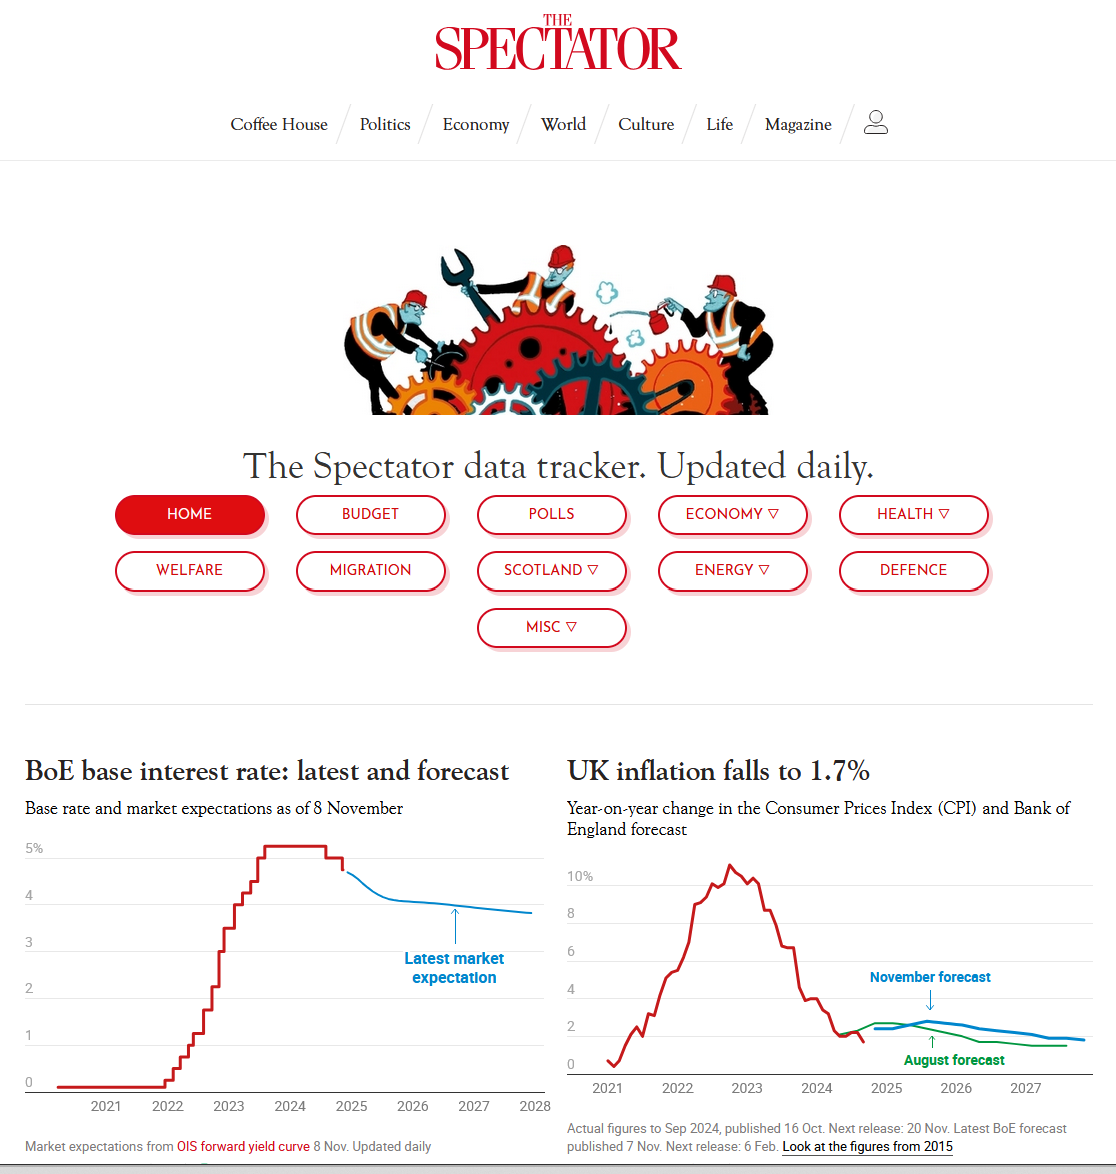 THE
SPECTATOR
Coffee House Politics Economy World Culture Life Magazine
The Spectator data tracker. Updated daily.
HOME BUDGET POLLS ECONOMY ▽ HEALTH ▽
WELFARE MIGRATION SCOTLAND ▽ ENERGY ▽ DEFENCE
MISC ▽
BoE base interest rate: latest and forecast
Base rate and market expectations as of 8 November
5%
4
3
2
1
0
Latest market
expectation
2021 2022 2023 2024 2025 2026 2027 2028
Market expectations from OIS forward yield curve 8 Nov. Updated daily
UK inflation falls to 1.7%
Year-on-year change in the Consumer Prices Index (CPI) and Bank of
England forecast
10%
8
6
4
2
0
November forecast
August forecast
2021 2022 2023 2024 2025 2026 2027
Actual figures to Sep 2024, published 16 Oct. Next release: 20 Nov. Latest BoE forecast
published 7 Nov. Next release: 6 Feb. Look at the figures from 2015